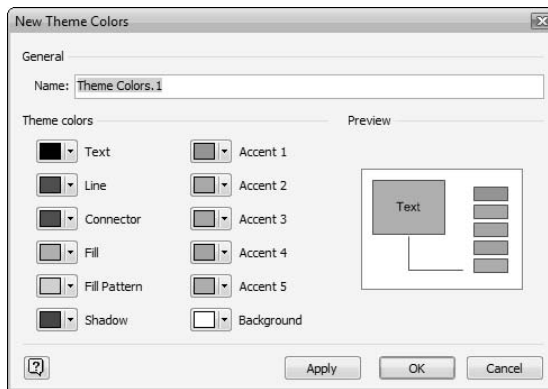 New Theme Colors
General
Name: Theme Colors.1
Theme colors
Preview
Text
Accent 1
Line
Accent 2
Connector
Accent 3
Fill
Accent 4
Fill Pattern
Accent 5
Shadow
Background
Text
?
Apply
OK
Cancel